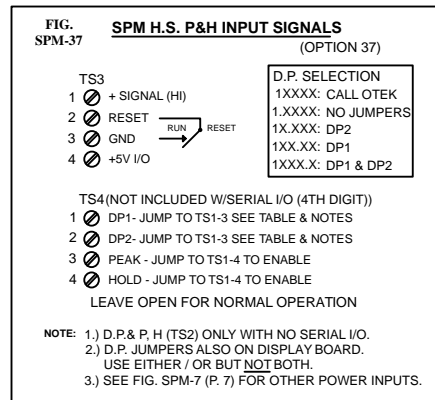 FIG.
SPM-37
SPM H.S. P&H INPUT SIGNALS
(OPTION 37)
TS3
1 + SIGNAL (HI)
2 RESET
3 GND
4 +5V I/O
RUN
RESET
D.P. SELECTION
1XXXX: CALL OTEK
1.XXXX: NO JUMPERS
1X.XXX: DP2
1XX.XX: DP1
1XXX.X: DP1 & DP2
TS4(NOT INCLUDED W/SERIAL I/O (4TH DIGIT))
1 DP1- JUMP TO TS1-3 SEE TABLE & NOTES
2 DP2- JUMP TO TS1-3 SEE TABLE & NOTES
3 PEAK - JUMP TO TS1-4 TO ENABLE
4 HOLD - JUMP TO TS1-4 TO ENABLE
LEAVE OPEN FOR NORMAL OPERATION
NOTE: 1.) D.P.& P, H (TS2) ONLY WITH NO SERIAL I/O.
2.) D.P. JUMPERS ALSO ON DISPLAY BOARD.
USE EITHER / OR BUT NOT BOTH.
3.) SEE FIG. SPM-7 (P. 7) FOR OTHER POWER INPUTS.